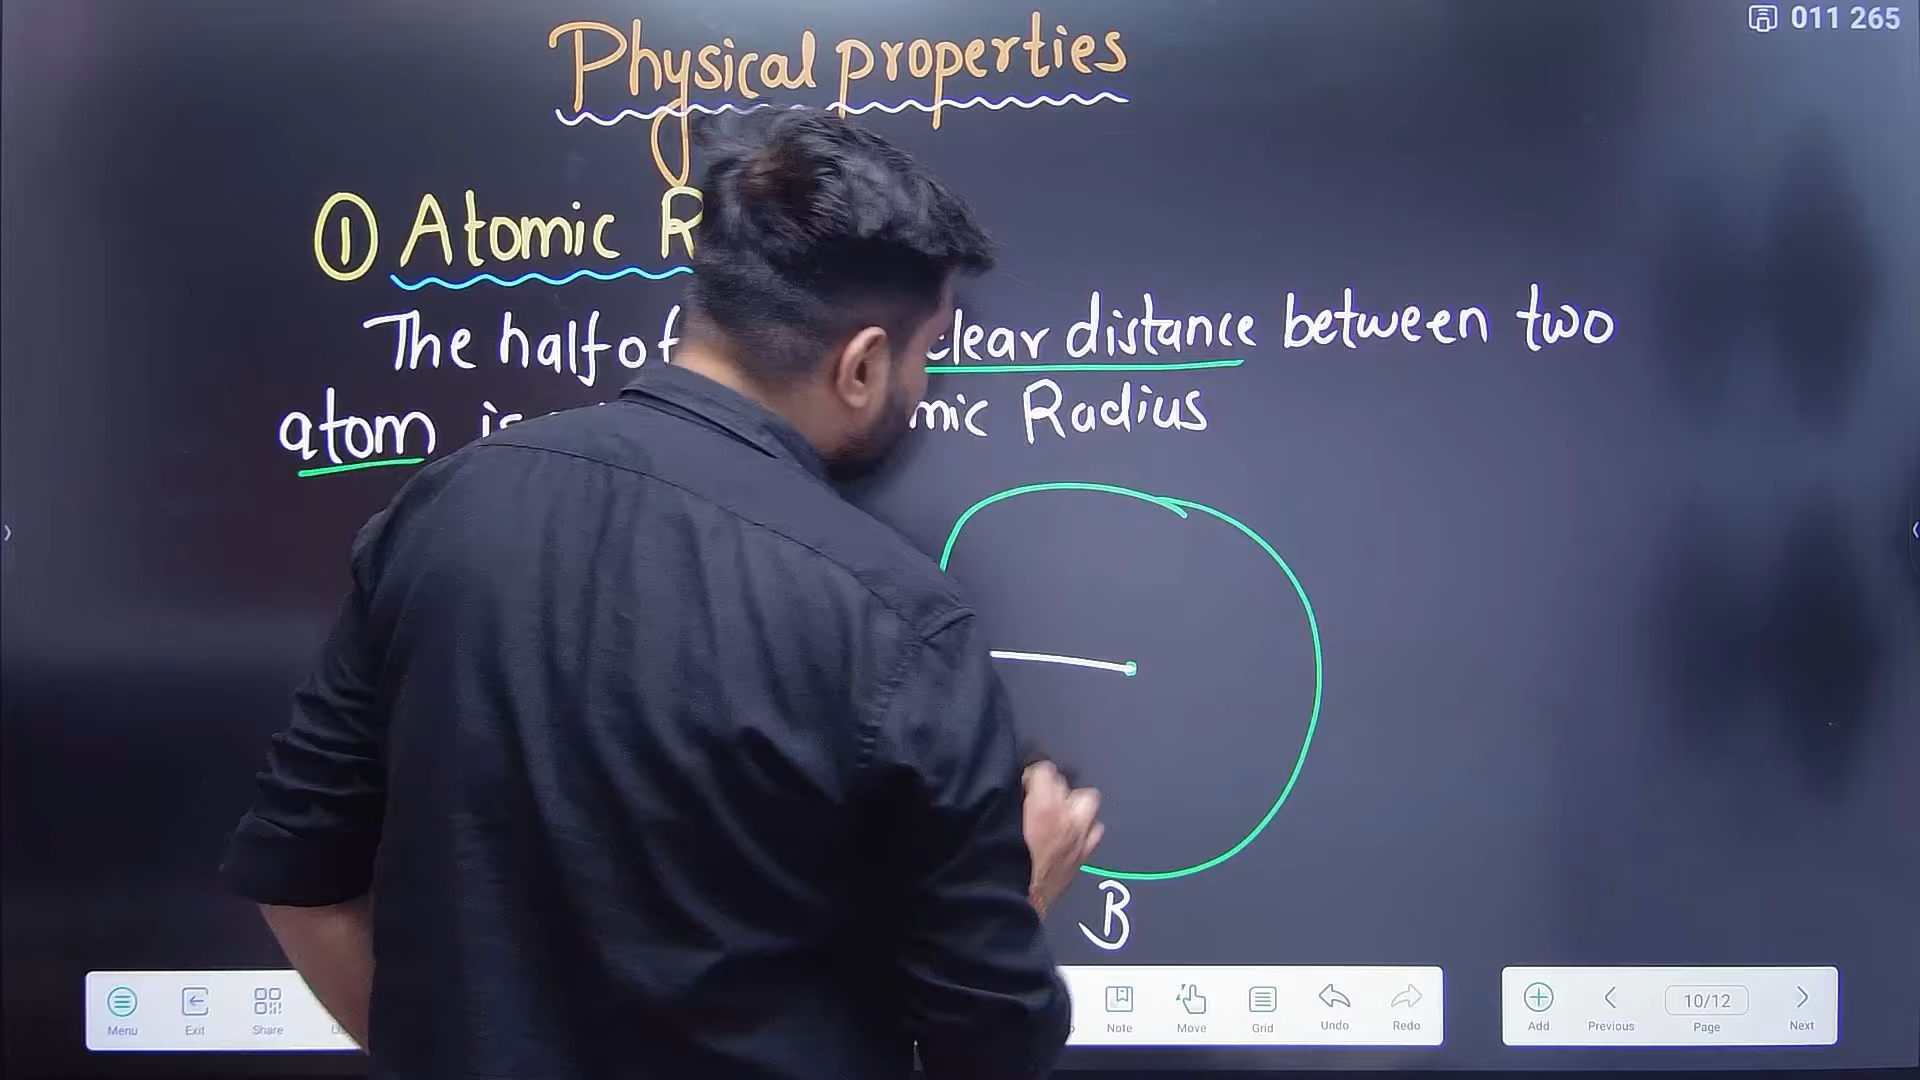 011 265
Physical properties
① Atomic R
The half of clear distance between two
atom is mic Radius
B
Menu Exit Share Note Move Grid Undo Redo Add Previous 10/12 Page Next